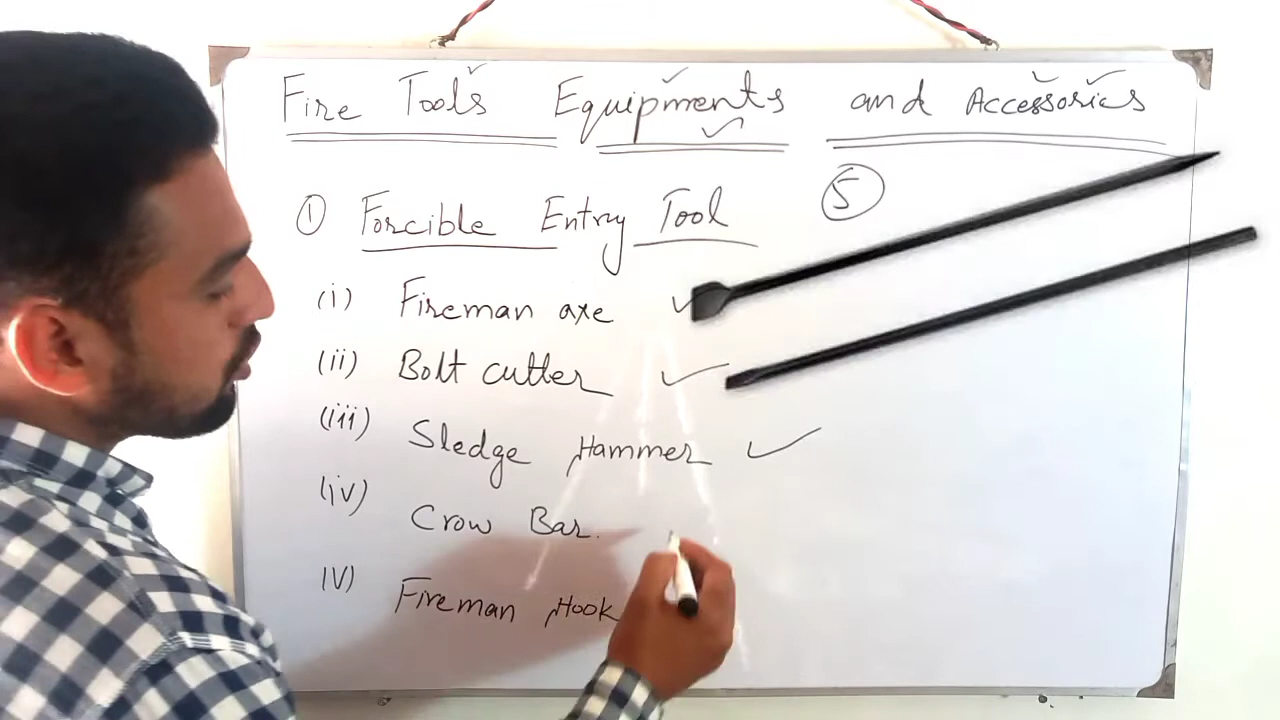 Fire Tools Equipments and Accessories
① Forcible Entry Tool ⑤
(i) Fireman axe
(ii) Bolt cutter
(iii) Sledge Hammer
(iv) Crow Bar.
(V) Fireman Hook